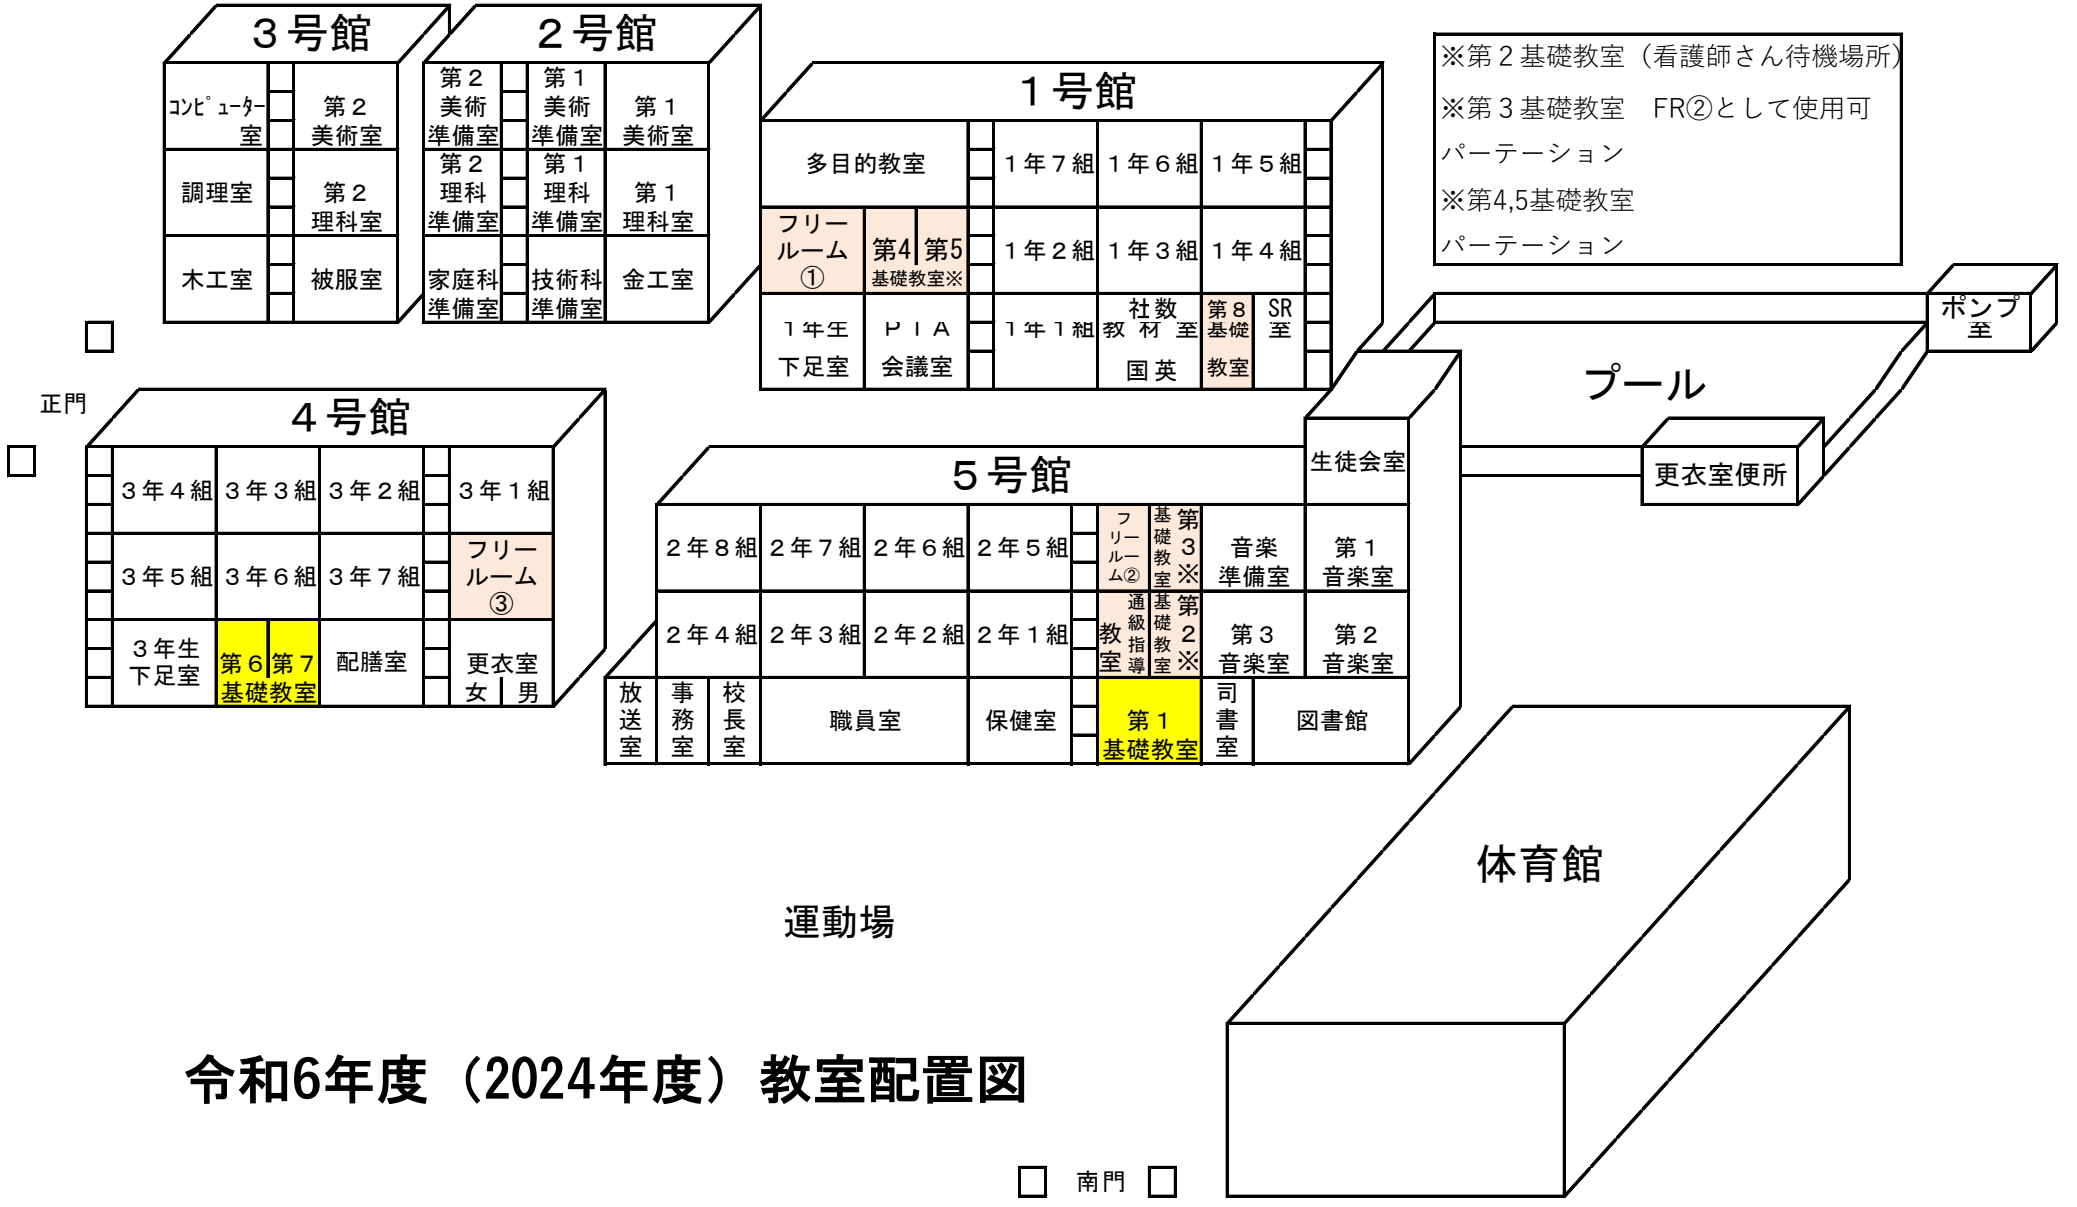 ３号館
ｺﾝﾋﾟｭｰﾀｰ
室
第２
美術室
調理室
第２
理科室
木工室
被服室
２号館
第２
美術
準備室
第１
美術
準備室
第１
美術室
第２
理科
準備室
第１
理科
準備室
第１
理科室
家庭科
準備室
技術科
準備室
金工室
１号館
多目的教室
１年７組
１年６組
１年５組
フリー
ルーム
①
第4 第5
基礎教室※
１年２組
１年３組
１年４組
１年生
下足室
ＰＴＡ
会議室
１年１組
社数
教材室
国英
第８
基礎
教室
SR
室
※第２基礎教室（看護師さん待機場所）
※第３基礎教室　FR②として使用可
パーテーション
※第4,5基礎教室
パーテーション
ポンプ
室
プール
更衣室便所
正門
４号館
３年４組
３年３組
３年２組
３年１組
３年５組
３年６組
３年７組
フリー
ルーム
③
３年生
下足室
第６ 第７
基礎教室
配膳室
更衣室
女 男
５号館
生徒会室
２年８組
２年７組
２年６組
２年５組
フリールーム②
第３※
基礎教室
音楽
準備室
第１
音楽室
２年４組
２年３組
２年２組
２年１組
通級指導
教室
第２※
基礎教室
第３
音楽室
第２
音楽室
放送室
事務室
校長室
職員室
保健室
第１
基礎教室
司書室
図書館
体育館
運動場
令和6年度（2024年度）教室配置図
南門